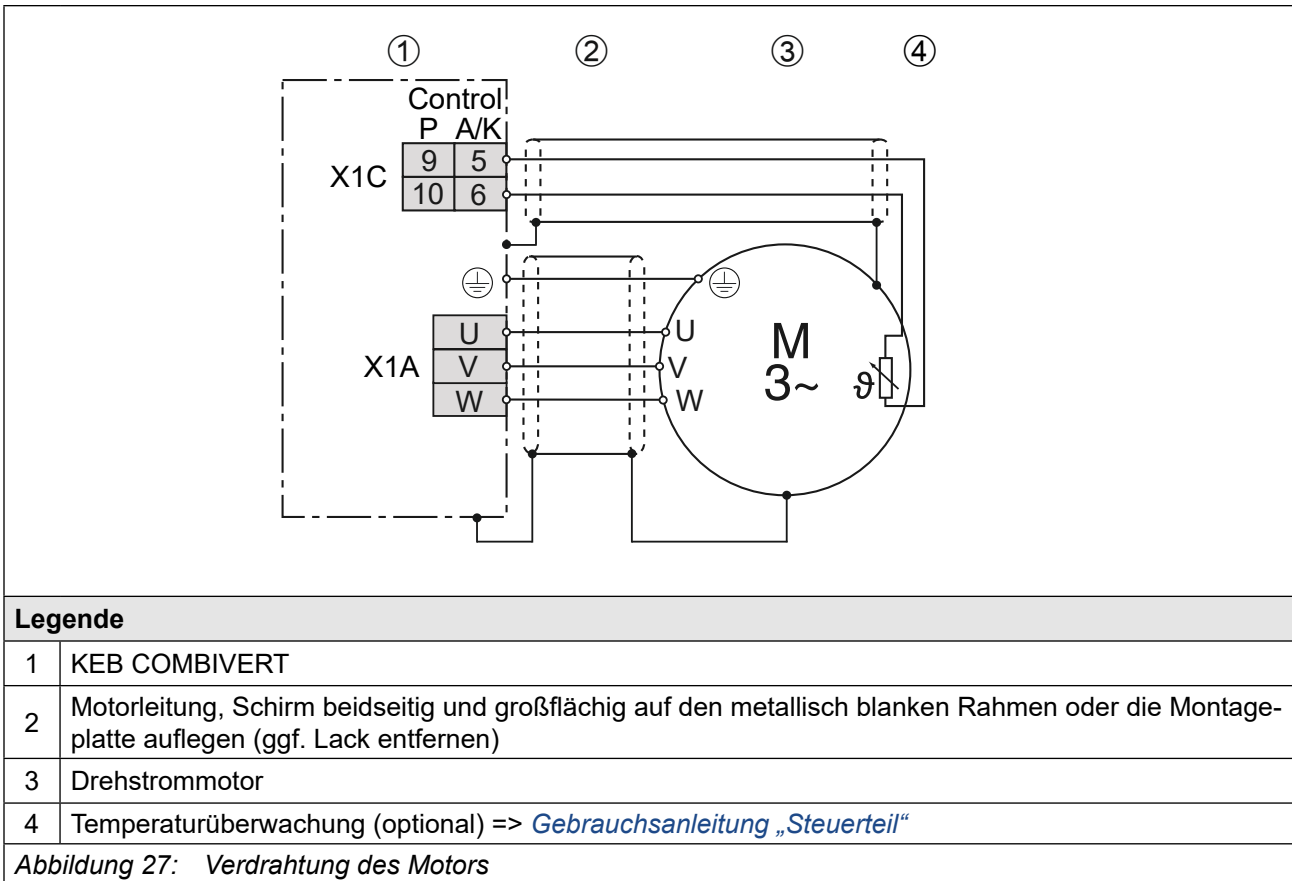 ① ② ③ ④
Control
P A/K
X1C 9 5
10 6
U U
X1A V V
W W
M
3~
ϑ
Legende
1 KEB COMBIVERT
2 Motorleitung, Schirm beidseitig und großflächig auf den metallisch blanken Rahmen oder die Montage-
platte auflegen (ggf. Lack entfernen)
3 Drehstrommotor
4 Temperaturüberwachung (optional) => Gebrauchsanleitung „Steuerteil“
Abbildung 27: Verdrahtung des Motors